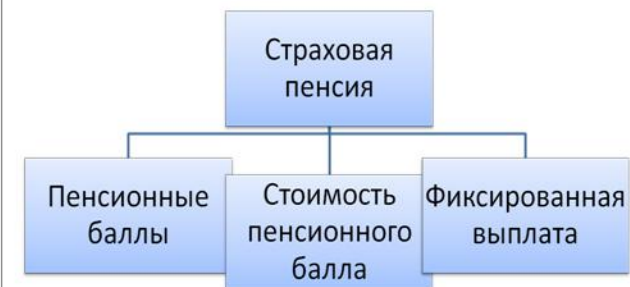 Страховая
пенсия
Пенсионные
баллы
Стоимость
пенсионного
балла
Фиксированная
выплата